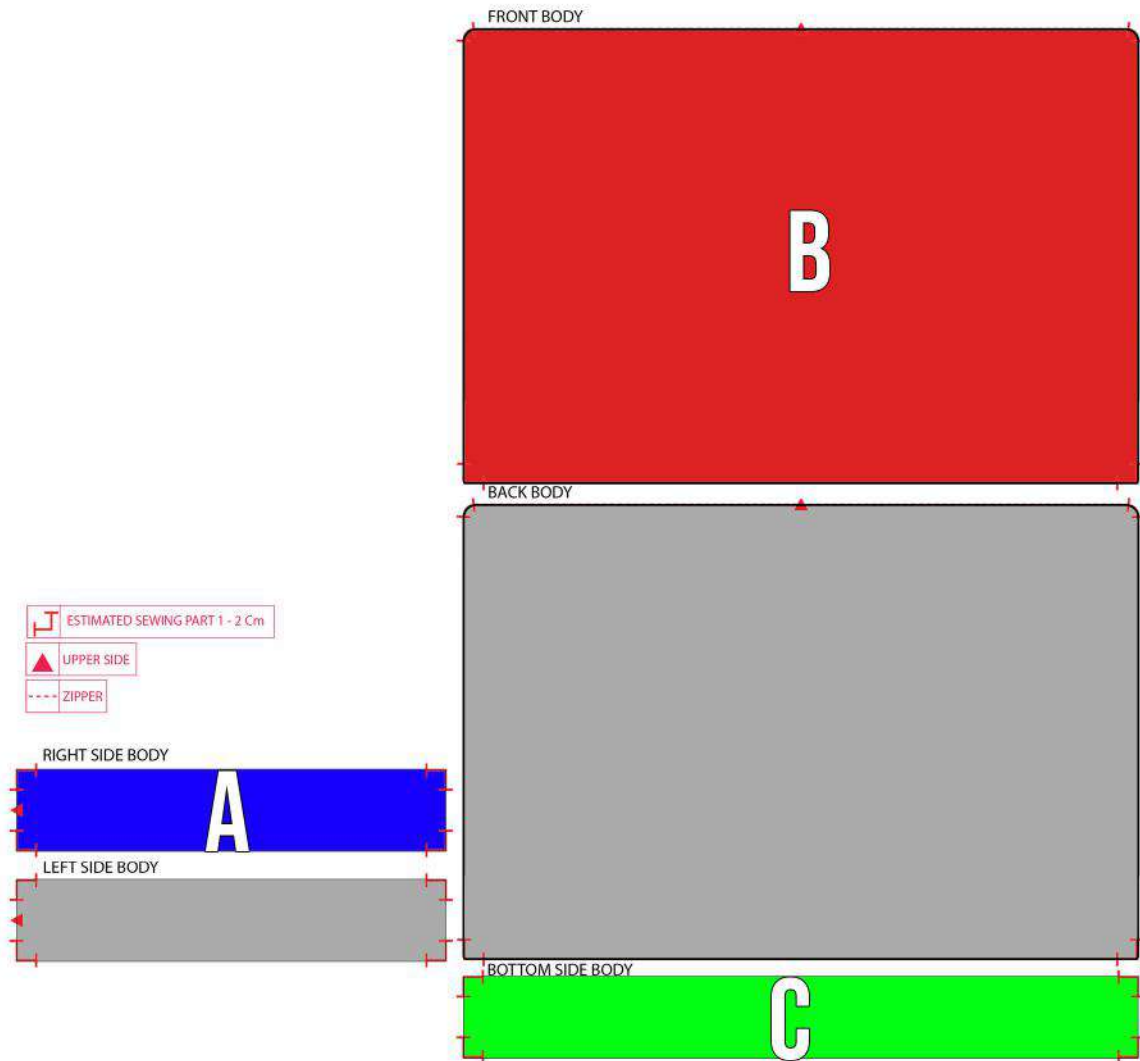 FRONT BODY
B
BACK BODY
ESTIMATED SEWING PART 1 - 2 Cm
UPPER SIDE
ZIPPER
RIGHT SIDE BODY
A
LEFT SIDE BODY
BOTTOM SIDE BODY
C